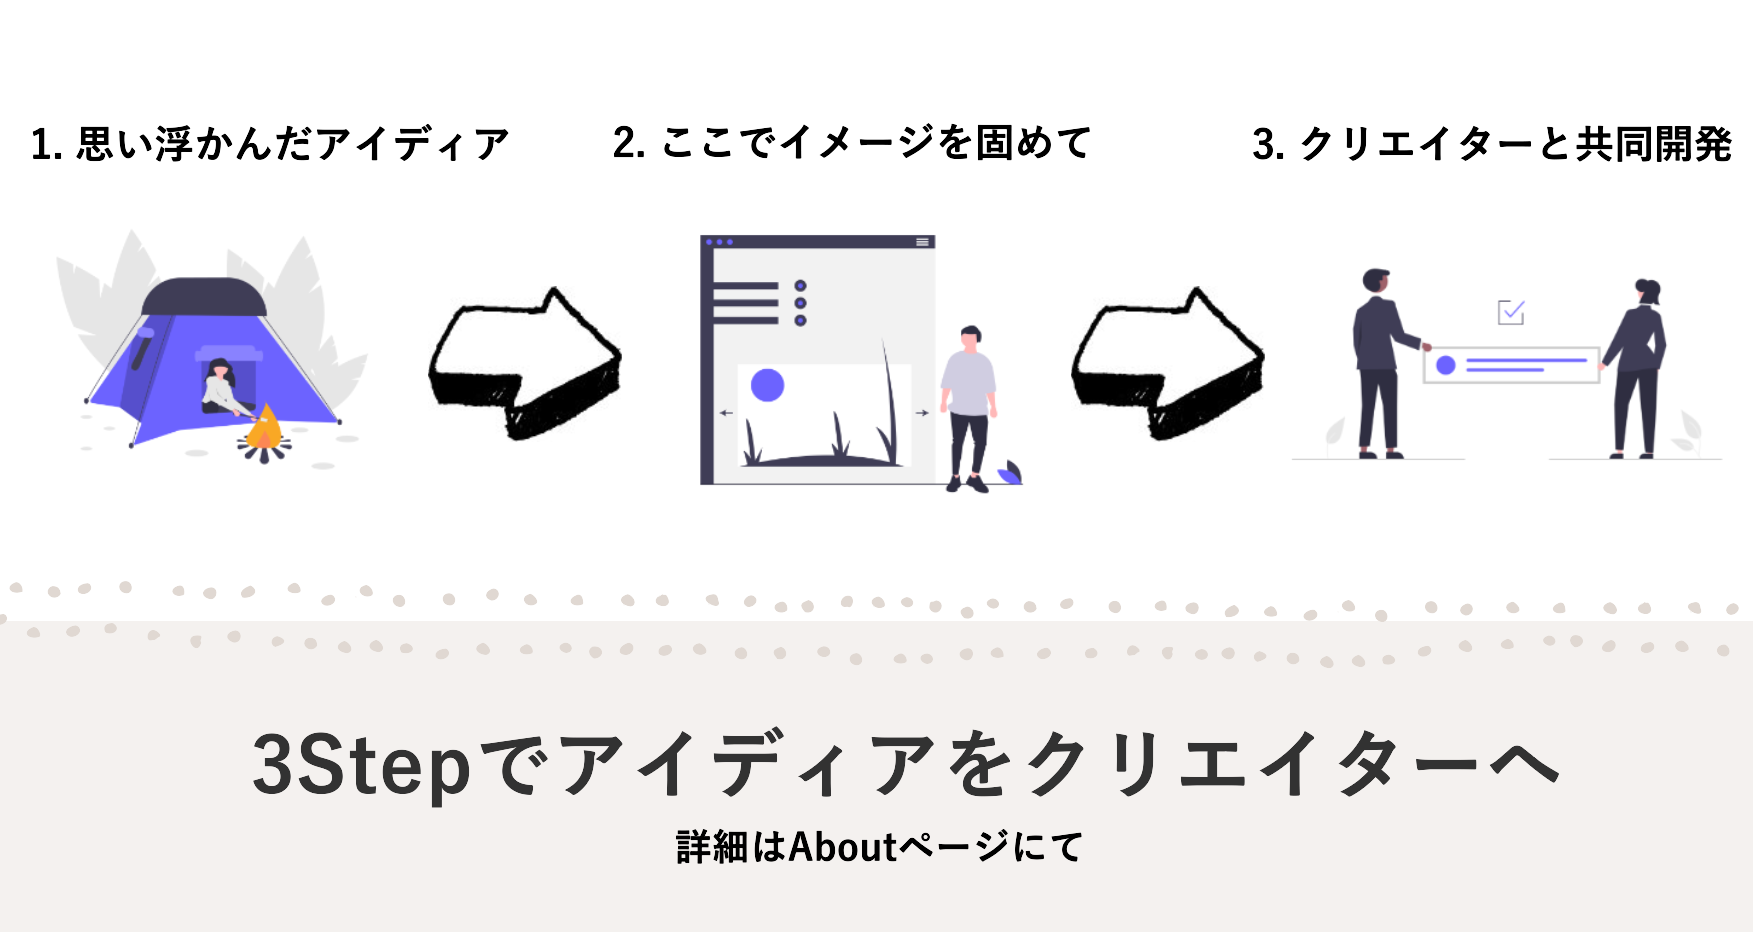 1. 思い浮かんだアイディア
2. ここでイメージを固めて
3. クリエイターと共同開発
3Stepでアイディアをクリエイターへ
詳細はAboutページにて